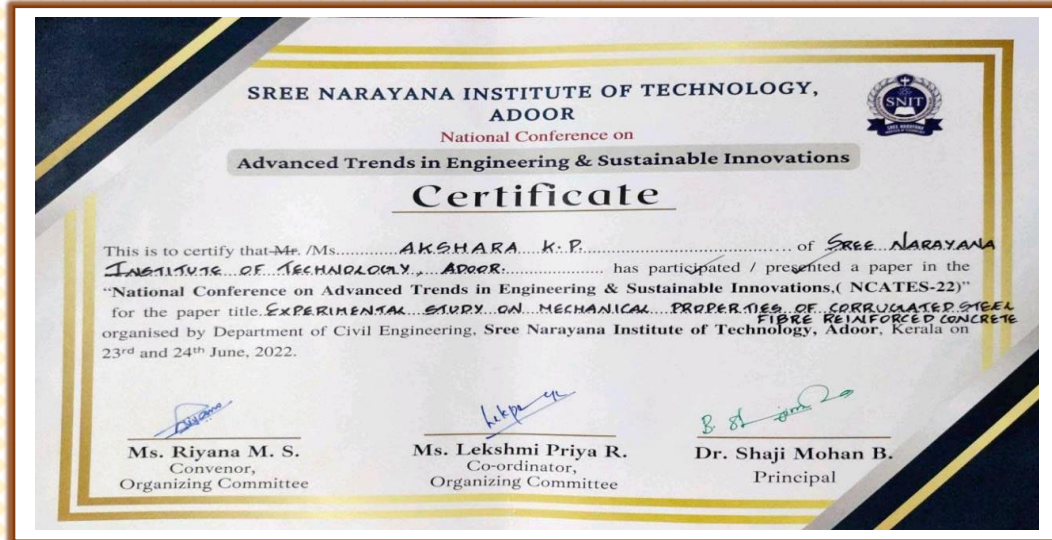 SREE NARAYANA INSTITUTE OF TECHNOLOGY,
ADOOR
SNIT
SREE NARAYANA
INSTITUTE OF TECHNOLOGY
National Conference on
Advanced Trends in Engineering & Sustainable Innovations
Certificate
This is to certify that Mr. /Ms.........AKSHARA K.P................................ of SREE NARAYANA
INSTITUTE OF TECHNOLOGY, ADOOR............... has participated / presented a paper in the
"National Conference on Advanced Trends in Engineering & Sustainable Innovations,( NCATES-22)"
for the paper title.EXPERIMENTAL STUDY ON MECHANICAL PROPERTIES OF CORRUGATED STEEL
FIBRE REINFORCED CONCRETE
organised by Department of Civil Engineering, Sree Narayana Institute of Technology, Adoor, Kerala on
23rd and 24th June, 2022.
Ms. Riyana M. S.
Convenor,
Organizing Committee
Ms. Lekshmi Priya R.
Co-ordinator,
Organizing Committee
Dr. Shaji Mohan B.
Principal